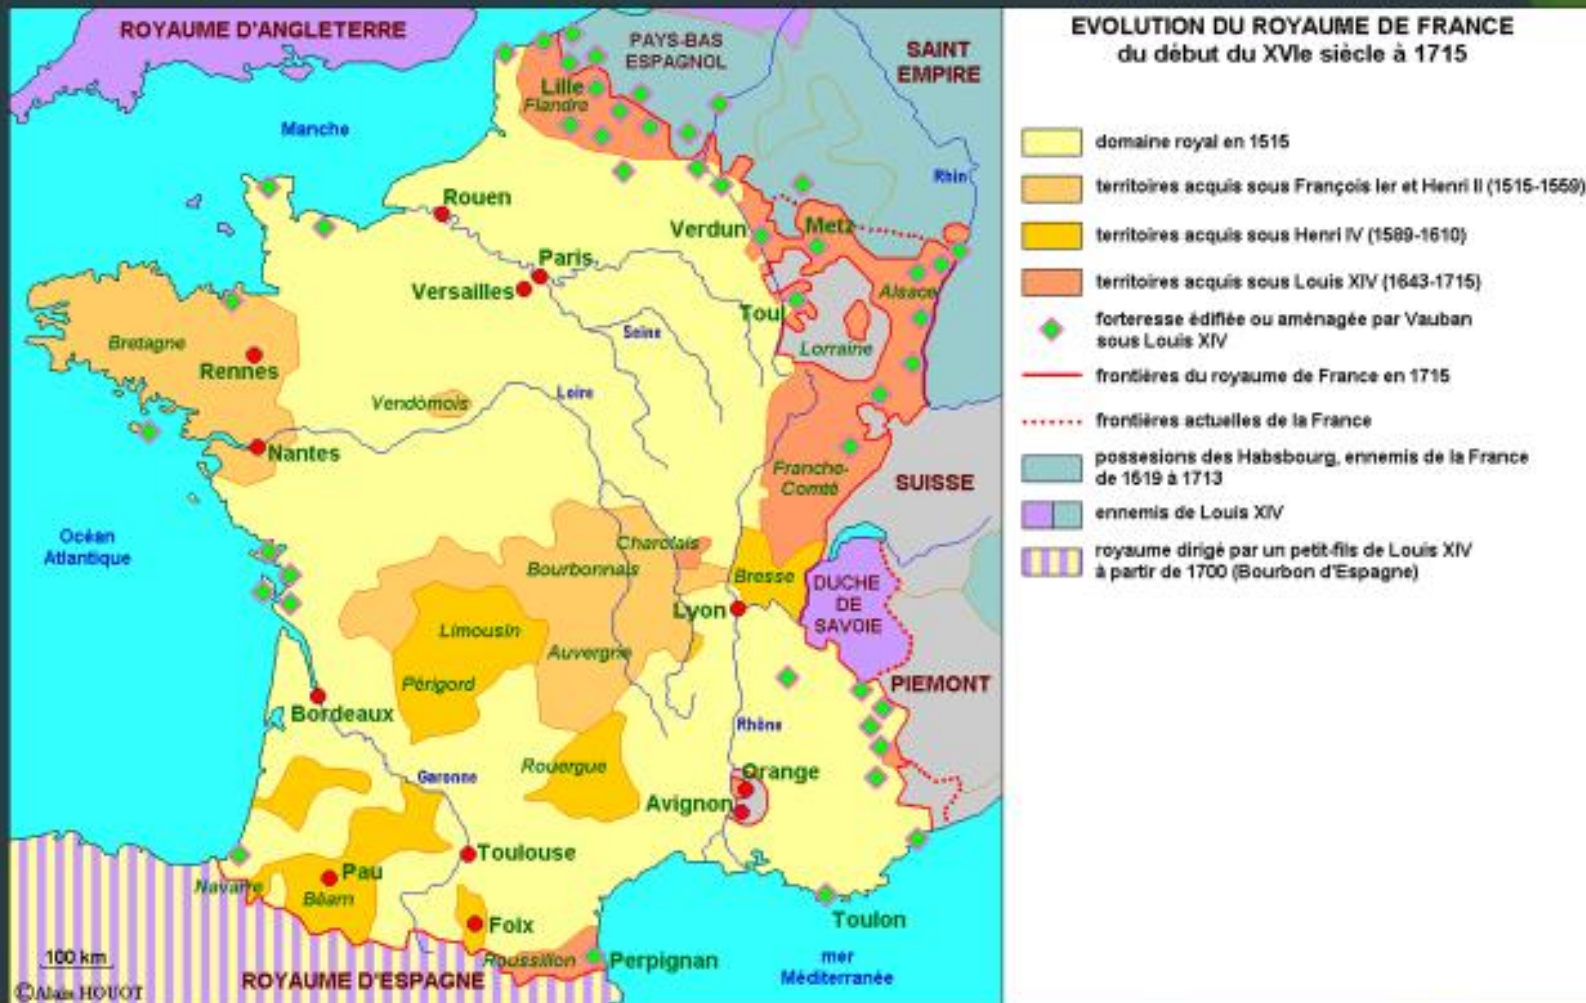 ROYAUME D'ANGLETERRE
PAYS-BAS
ESPAGNOL
SAINT
EMPIRE
Manche
Lille
Flandre
Rhin
Rouen
Verdun
Metz
Paris
Versailles
Alsace
Toul
Seine
Lorraine
Bretagne
Rennes
Vendômois
Loire
Nantes
Franche-
Comté
SUISSE
Océan
Atlantique
Charolais
Bourbonnais
Bresse
DUCHE
DE
SAVOIE
Lyon
Limousin
Auvergne
Périgord
PIEMONT
Bordeaux
Rhône
Rouergue
Garonne
Orange
Avignon
Toulouse
Pau
Navarre
Béarn
Foix
Toulon
Roussillon
Perpignan
mer
Méditerranée
100 km
ROYAUME D'ESPAGNE
©Alain HOUOT
EVOLUTION DU ROYAUME DE FRANCE
du début du XVIe siècle à 1715
domaine royal en 1515
territoires acquis sous François Ier et Henri II (1515-1559)
territoires acquis sous Henri IV (1589-1610)
territoires acquis sous Louis XIV (1643-1715)
forteresse édifiée ou aménagée par Vauban
sous Louis XIV
frontières du royaume de France en 1715
frontières actuelles de la France
possesions des Habsbourg, ennemis de la France
de 1519 à 1713
ennemis de Louis XIV
royaume dirigé par un petit-fils de Louis XIV
à partir de 1700 (Bourbon d'Espagne)